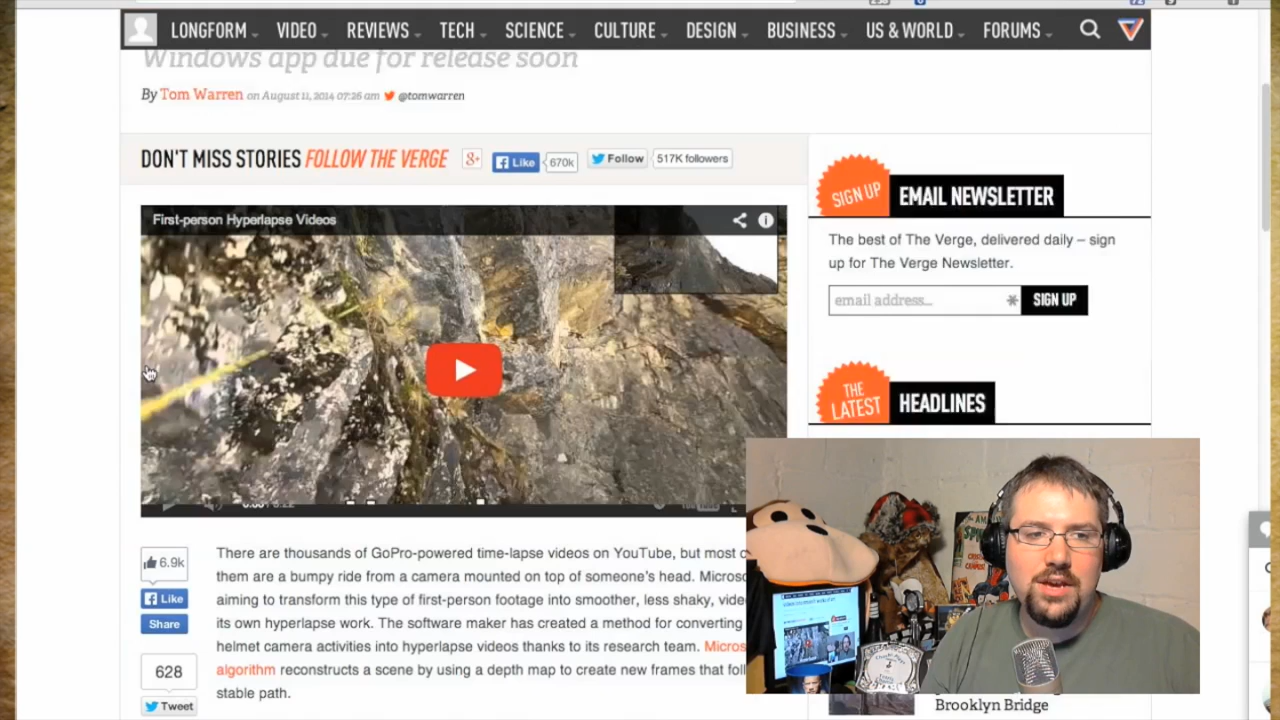 LONGFORM VIDEO REVIEWS TECH SCIENCE CULTURE DESIGN BUSINESS US & WORLD FORUMS
Windows app due for release soon
By Tom Warren on August 11, 2014 07:26 am @tomwarren
DON'T MISS STORIES FOLLOW THE VERGE Like 670k Follow 517K followers
First-person Hyperlapse Videos
There are thousands of GoPro-powered time-lapse videos on YouTube, but most
them are a bumpy ride from a camera mounted on top of someone's head.
aiming to transform this type of first-person footage into smoother, less shaky,
its own hyperlapse work. The software maker has created a method for converting
helmet camera activities into hyperlapse videos thanks to its research team.
algorithm reconstructs a scene by using a depth map to create new frames that
stable path.
6.9k
Like
Share
628
Tweet
SIGN UP
EMAIL NEWSLETTER
The best of The Verge, delivered daily – sign
up for The Verge Newsletter.
email address... SIGN UP
THE
LATEST
HEADLINES
Brooklyn Bridge